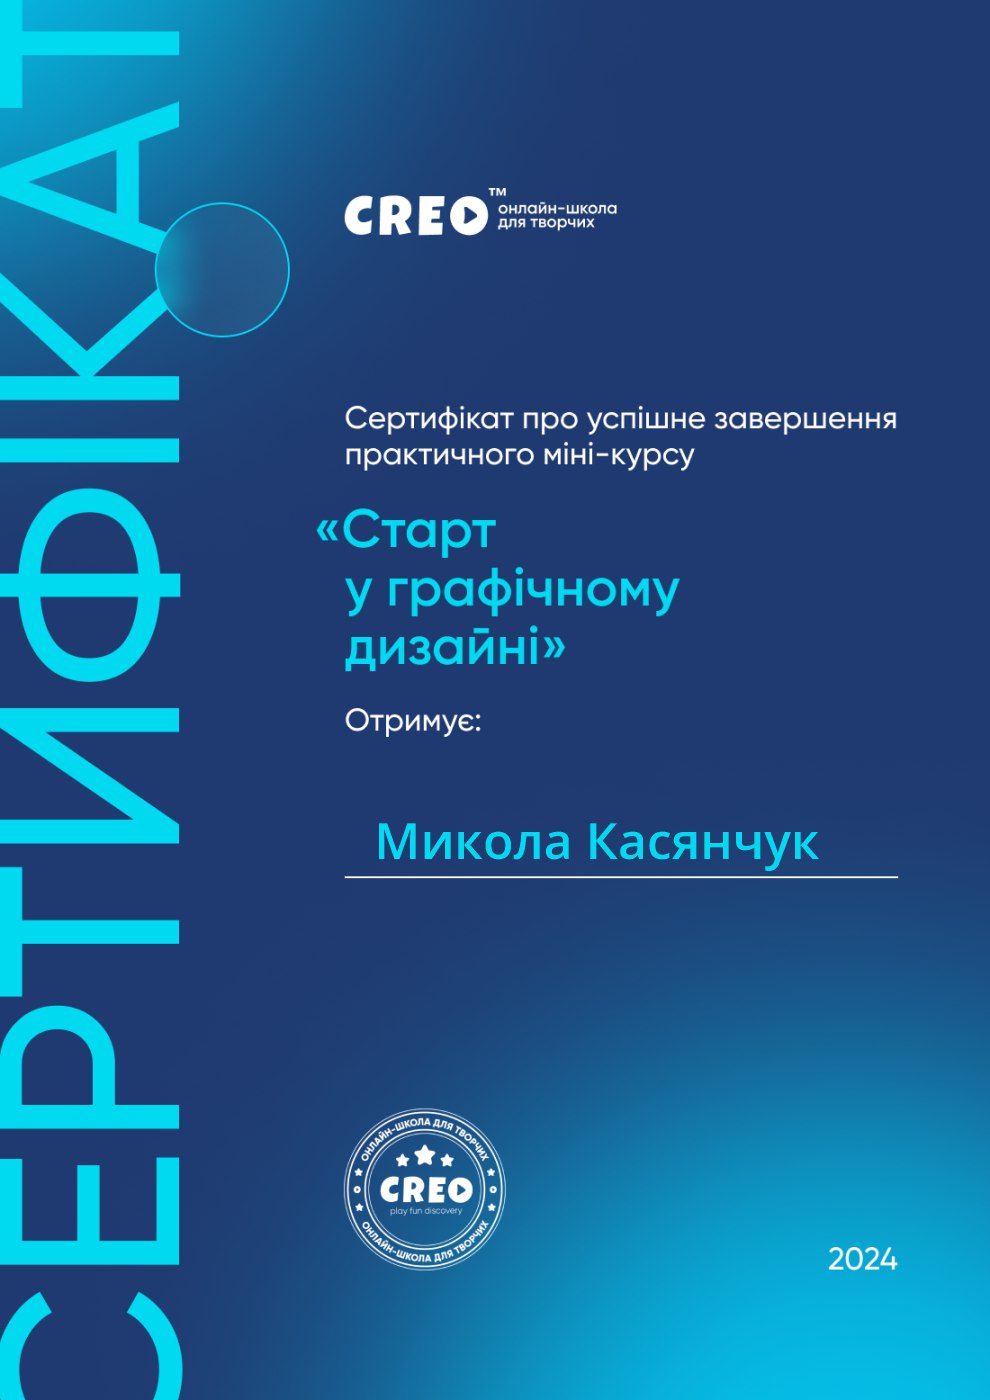 СЕРТИФІКАТ
CREO™
онлайн-школа
для творчих
Сертифікат про успішне завершення
практичного міні-курсу
«Старт
у графічному
дизайні»
Отримує:
Микола Касянчук
ОНЛАЙН-ШКОЛА ДЛЯ ТВОРЧИХ
CREO
play fun discovery
ОНЛАЙН-ШКОЛА ДЛЯ ТВОРЧИХ
2024